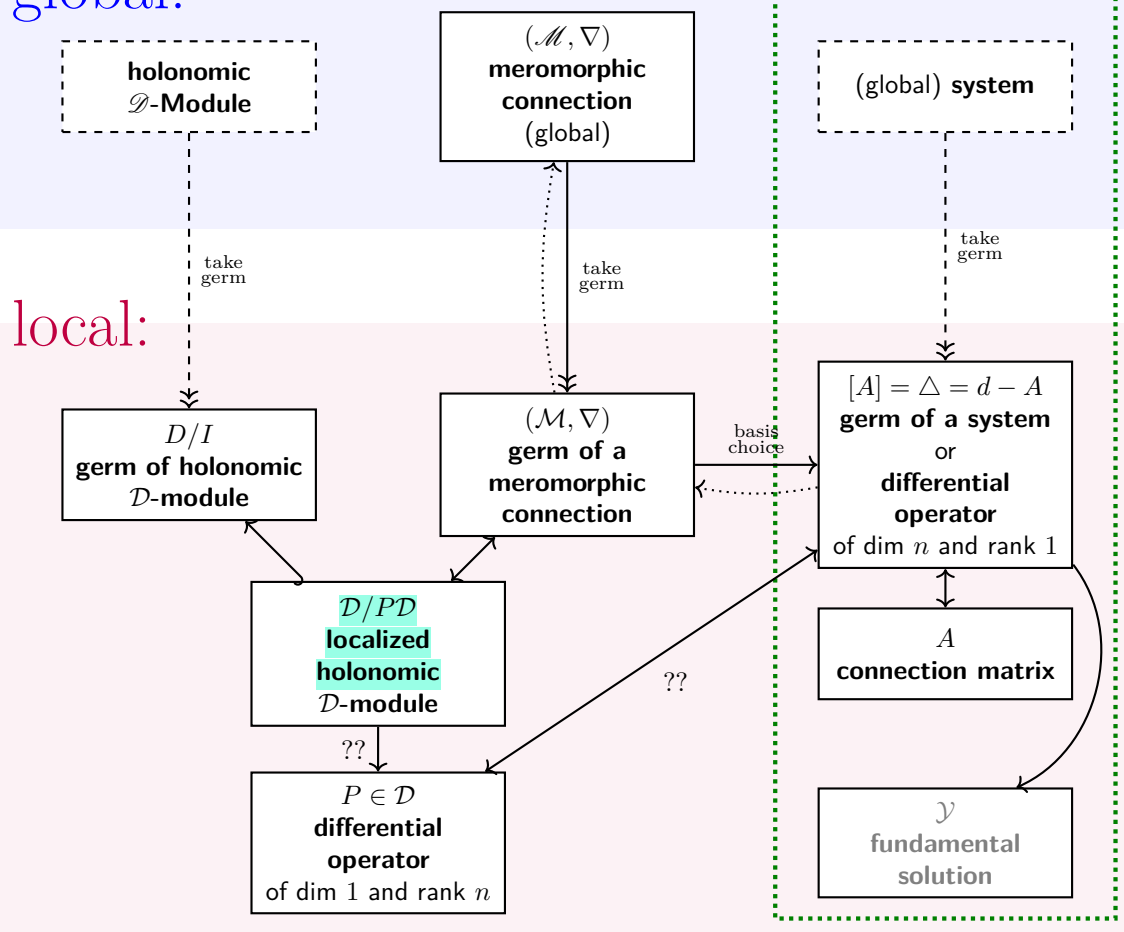 global:
holonomic
𝒟-Module
(ℳ, ∇)
meromorphic
connection
(global)
(global) system
take
germ
take
germ
take
germ
local:
D/I
germ of holonomic
𝒟-module
(ℳ, ∇)
germ of a
meromorphic
connection
basis
choice
[A] = △ = d − A
germ of a system
or
differential
operator
of dim n and rank 1
𝒟/P𝒟
localized
holonomic
𝒟-module
A
connection matrix
??
??
P ∈ 𝒟
differential
operator
of dim 1 and rank n
𝒴
fundamental
solution